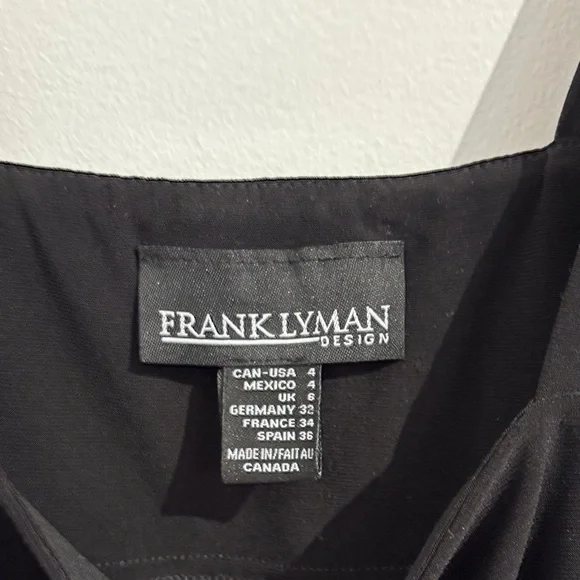 FRANK LYMAN
DESIGN
CAN-USA 4
MEXICO 4
UK 6
GERMANY 32
FRANCE 34
SPAIN 36
MADE IN/FAIT AU
CANADA